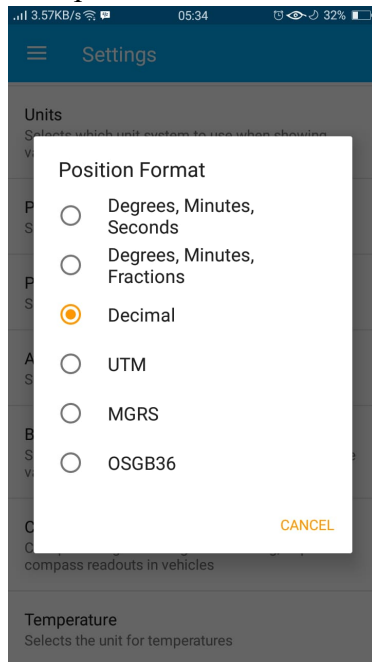 3.57KB/s 05:34 32%
Settings
Units
Selects which unit system to use when showing
Position Format
Degrees, Minutes,
Seconds
Degrees, Minutes,
Fractions
Decimal
UTM
MGRS
OSGB36
CANCEL
compass readouts in vehicles
Temperature
Selects the unit for temperatures